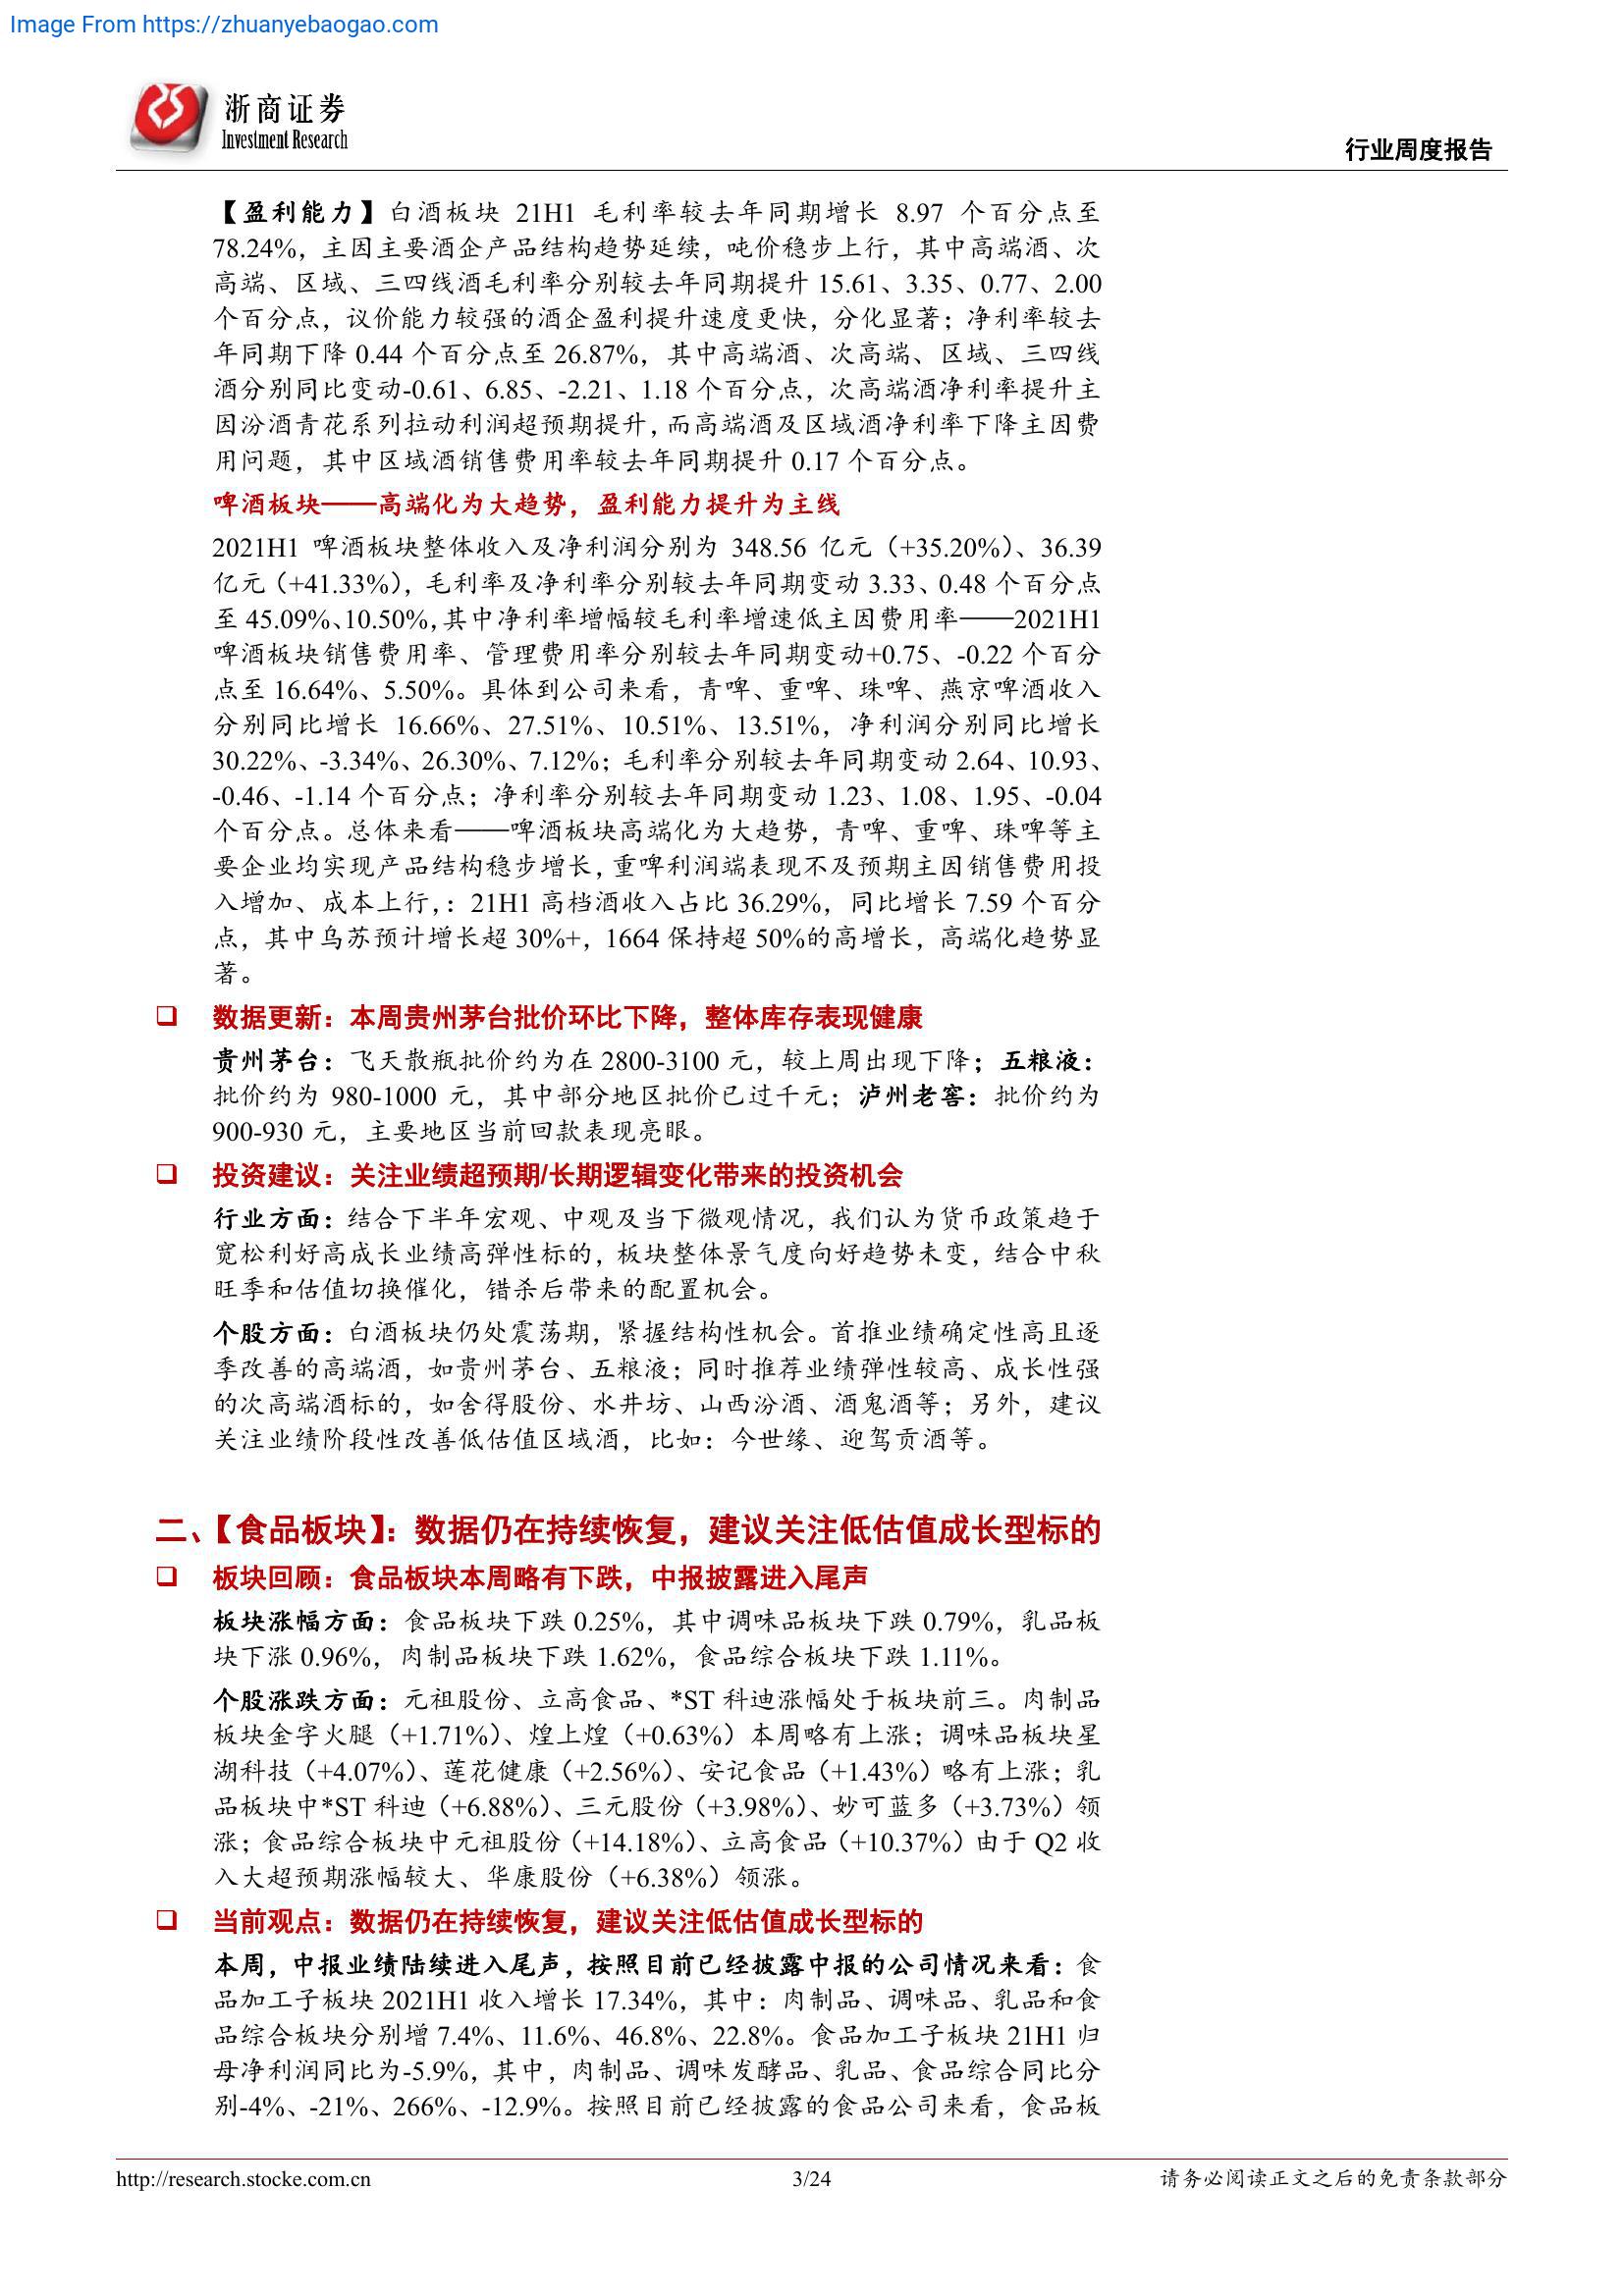 Image From https://zhuanyebaogao.com
浙商证券
Investment Research
行业周度报告
【盈利能力】白酒板块 21H1 毛利率较去年同期增长 8.97 个百分点至
78.24%，主因主要酒企产品结构趋势延续，吨价稳步上行，其中高端酒、次
高端、区域、三四线酒毛利率分别较去年同期提升 15.61、3.35、0.77、2.00
个百分点，议价能力较强的酒企盈利提升速度更快，分化显著；净利率较去
年同期下降 0.44 个百分点至 26.87%，其中高端酒、次高端、区域、三四线
酒分别同比变动-0.61、6.85、-2.21、1.18 个百分点，次高端酒净利率提升主
因汾酒青花系列拉动利润超预期提升，而高端酒及区域酒净利率下降主因费
用问题，其中区域酒销售费用率较去年同期提升 0.17 个百分点。
啤酒板块——高端化为大趋势，盈利能力提升为主线
2021H1 啤酒板块整体收入及净利润分别为 348.56 亿元（+35.20%）、36.39
亿元（+41.33%），毛利率及净利率分别较去年同期变动 3.33、0.48 个百分点
至 45.09%、10.50%，其中净利率增幅较毛利率增速低主因费用率——2021H1
啤酒板块销售费用率、管理费用率分别较去年同期变动+0.75、-0.22 个百分
点至 16.64%、5.50%。具体到公司来看，青啤、重啤、珠啤、燕京啤酒收入
分别同比增长 16.66%、27.51%、10.51%、13.51%，净利润分别同比增长
30.22%、-3.34%、26.30%、7.12%；毛利率分别较去年同期变动 2.64、10.93、
-0.46、-1.14 个百分点；净利率分别较去年同期变动 1.23、1.08、1.95、-0.04
个百分点。总体来看——啤酒板块高端化为大趋势，青啤、重啤、珠啤等主
要企业均实现产品结构稳步增长，重啤利润端表现不及预期主因销售费用投
入增加、成本上行，：21H1 高档酒收入占比 36.29%，同比增长 7.59 个百分
点，其中乌苏预计增长超 30%+，1664 保持超 50%的高增长，高端化趋势显
著。
❑ 数据更新：本周贵州茅台批价环比下降，整体库存表现健康
贵州茅台：飞天散瓶批价约为在 2800-3100 元，较上周出现下降；五粮液：
批价约为 980-1000 元，其中部分地区批价已过千元；泸州老窖：批价约为
900-930 元，主要地区当前回款表现亮眼。
❑ 投资建议：关注业绩超预期/长期逻辑变化带来的投资机会
行业方面：结合下半年宏观、中观及当下微观情况，我们认为货币政策趋于
宽松利好高成长业绩高弹性标的，板块整体景气度向好趋势未变，结合中秋
旺季和估值切换催化，错杀后带来的配置机会。
个股方面：白酒板块仍处震荡期，紧握结构性机会。首推业绩确定性高且逐
季改善的高端酒，如贵州茅台、五粮液；同时推荐业绩弹性较高、成长性强
的次高端酒标的，如舍得股份、水井坊、山西汾酒、酒鬼酒等；另外，建议
关注业绩阶段性改善低估值区域酒，比如：今世缘、迎驾贡酒等。
二、【食品板块】：数据仍在持续恢复，建议关注低估值成长型标的
❑ 板块回顾：食品板块本周略有下跌，中报披露进入尾声
板块涨幅方面：食品板块下跌 0.25%，其中调味品板块下跌 0.79%，乳品板
块下涨 0.96%，肉制品板块下跌 1.62%，食品综合板块下跌 1.11%。
个股涨跌方面：元祖股份、立高食品、*ST 科迪涨幅处于板块前三。肉制品
板块金字火腿（+1.71%）、煌上煌（+0.63%）本周略有上涨；调味品板块星
湖科技（+4.07%）、莲花健康（+2.56%）、安记食品（+1.43%）略有上涨；乳
品板块中*ST 科迪（+6.88%）、三元股份（+3.98%）、妙可蓝多（+3.73%）领
涨；食品综合板块中元祖股份（+14.18%）、立高食品（+10.37%）由于 Q2 收
入大超预期涨幅较大、华康股份（+6.38%）领涨。
❑ 当前观点：数据仍在持续恢复，建议关注低估值成长型标的
本周，中报业绩陆续进入尾声，按照目前已经披露中报的公司情况来看：食
品加工子板块 2021H1 收入增长 17.34%，其中：肉制品、调味品、乳品和食
品综合板块分别增 7.4%、11.6%、46.8%、22.8%。食品加工子板块 21H1 归
母净利润同比为-5.9%，其中，肉制品、调味发酵品、乳品、食品综合同比分
别-4%、-21%、266%、-12.9%。按照目前已经披露的食品公司来看，食品板
http://research.stocke.com.cn
3/24
请务必阅读正文之后的免责条款部分